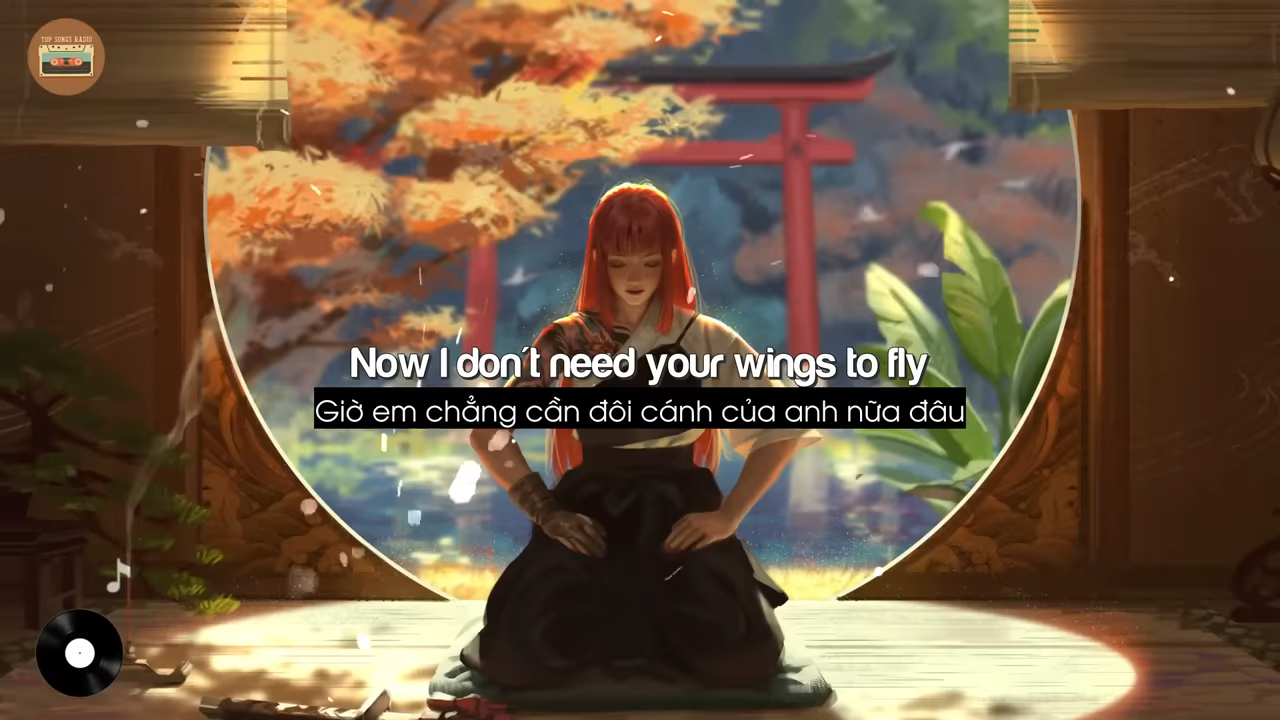 TOP SONGS RADIO
Now I don´t need your wings to fly
Giờ em chẳng cần đôi cánh của anh nữa đâu